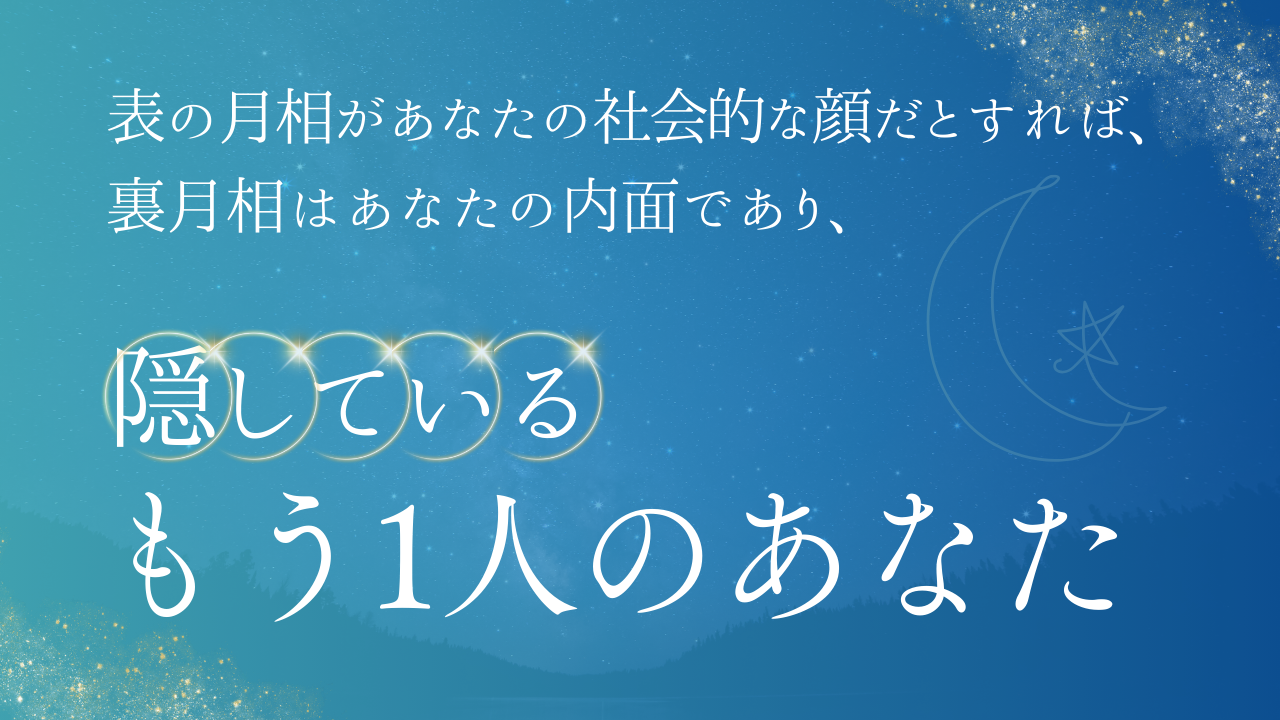 表の月相があなたの社会的な顔だとすれば、
裏月相はあなたの内面であり、
隠している
もう1人のあなた